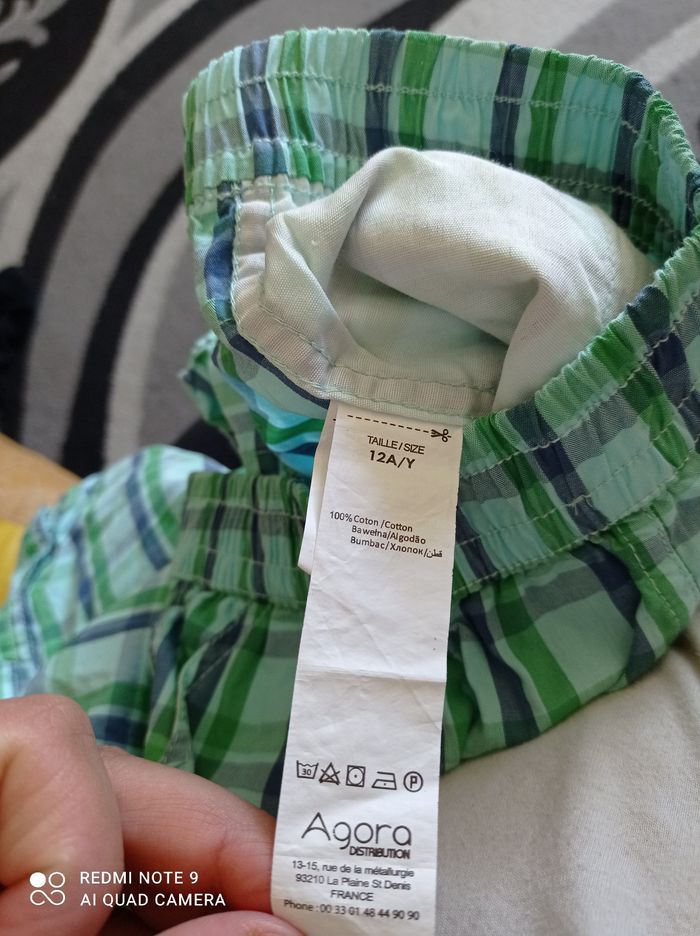 TAILLE/SIZE
12A/Y
100% Coton/Cotton
Bawełna/Algodão
Bumbac/Хлопок/قطن
30
P
Agora
DISTRIBUTION
13-15, rue de la métallurgie
93210 La Plaine St Denis
FRANCE
Phone : 00 33 01 48 44 90 90
REDMI NOTE 9
AI QUAD CAMERA